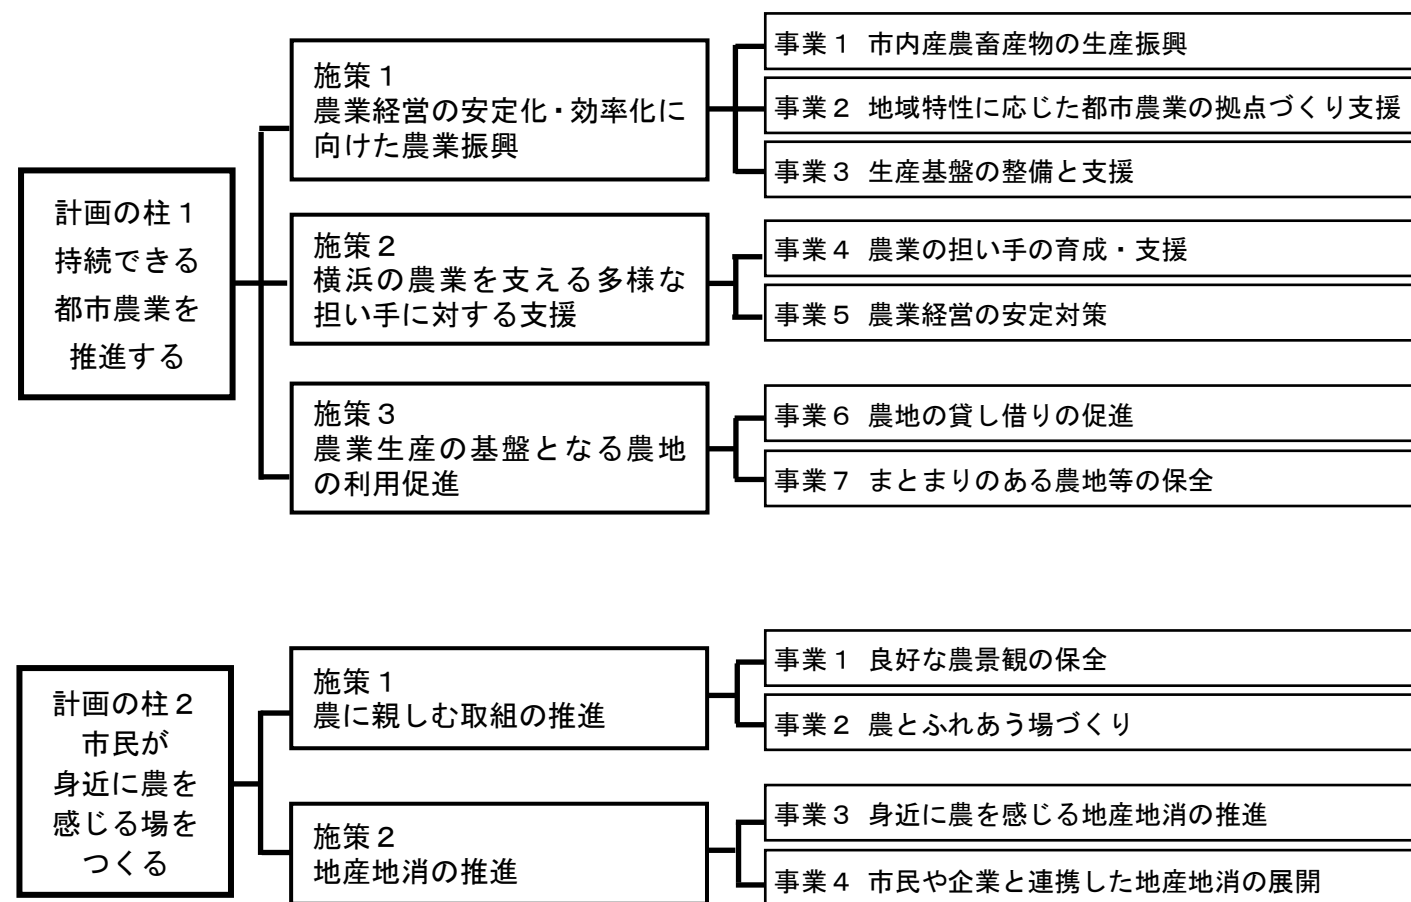 計画の柱１
持続できる
都市農業を
推進する
施策１
農業経営の安定化・効率化に
向けた農業振興
事業１ 市内産農畜産物の生産振興
事業２ 地域特性に応じた都市農業の拠点づくり支援
事業３ 生産基盤の整備と支援
施策２
横浜の農業を支える多様な
担い手に対する支援
事業４ 農業の担い手の育成・支援
事業５ 農業経営の安定対策
施策３
農業生産の基盤となる農地
の利用促進
事業６ 農地の貸し借りの促進
事業７ まとまりのある農地等の保全
計画の柱２
市民が
身近に農を
感じる場を
つくる
施策１
農に親しむ取組の推進
事業１ 良好な農景観の保全
事業２ 農とふれあう場づくり
施策２
地産地消の推進
事業３ 身近に農を感じる地産地消の推進
事業４ 市民や企業と連携した地産地消の展開